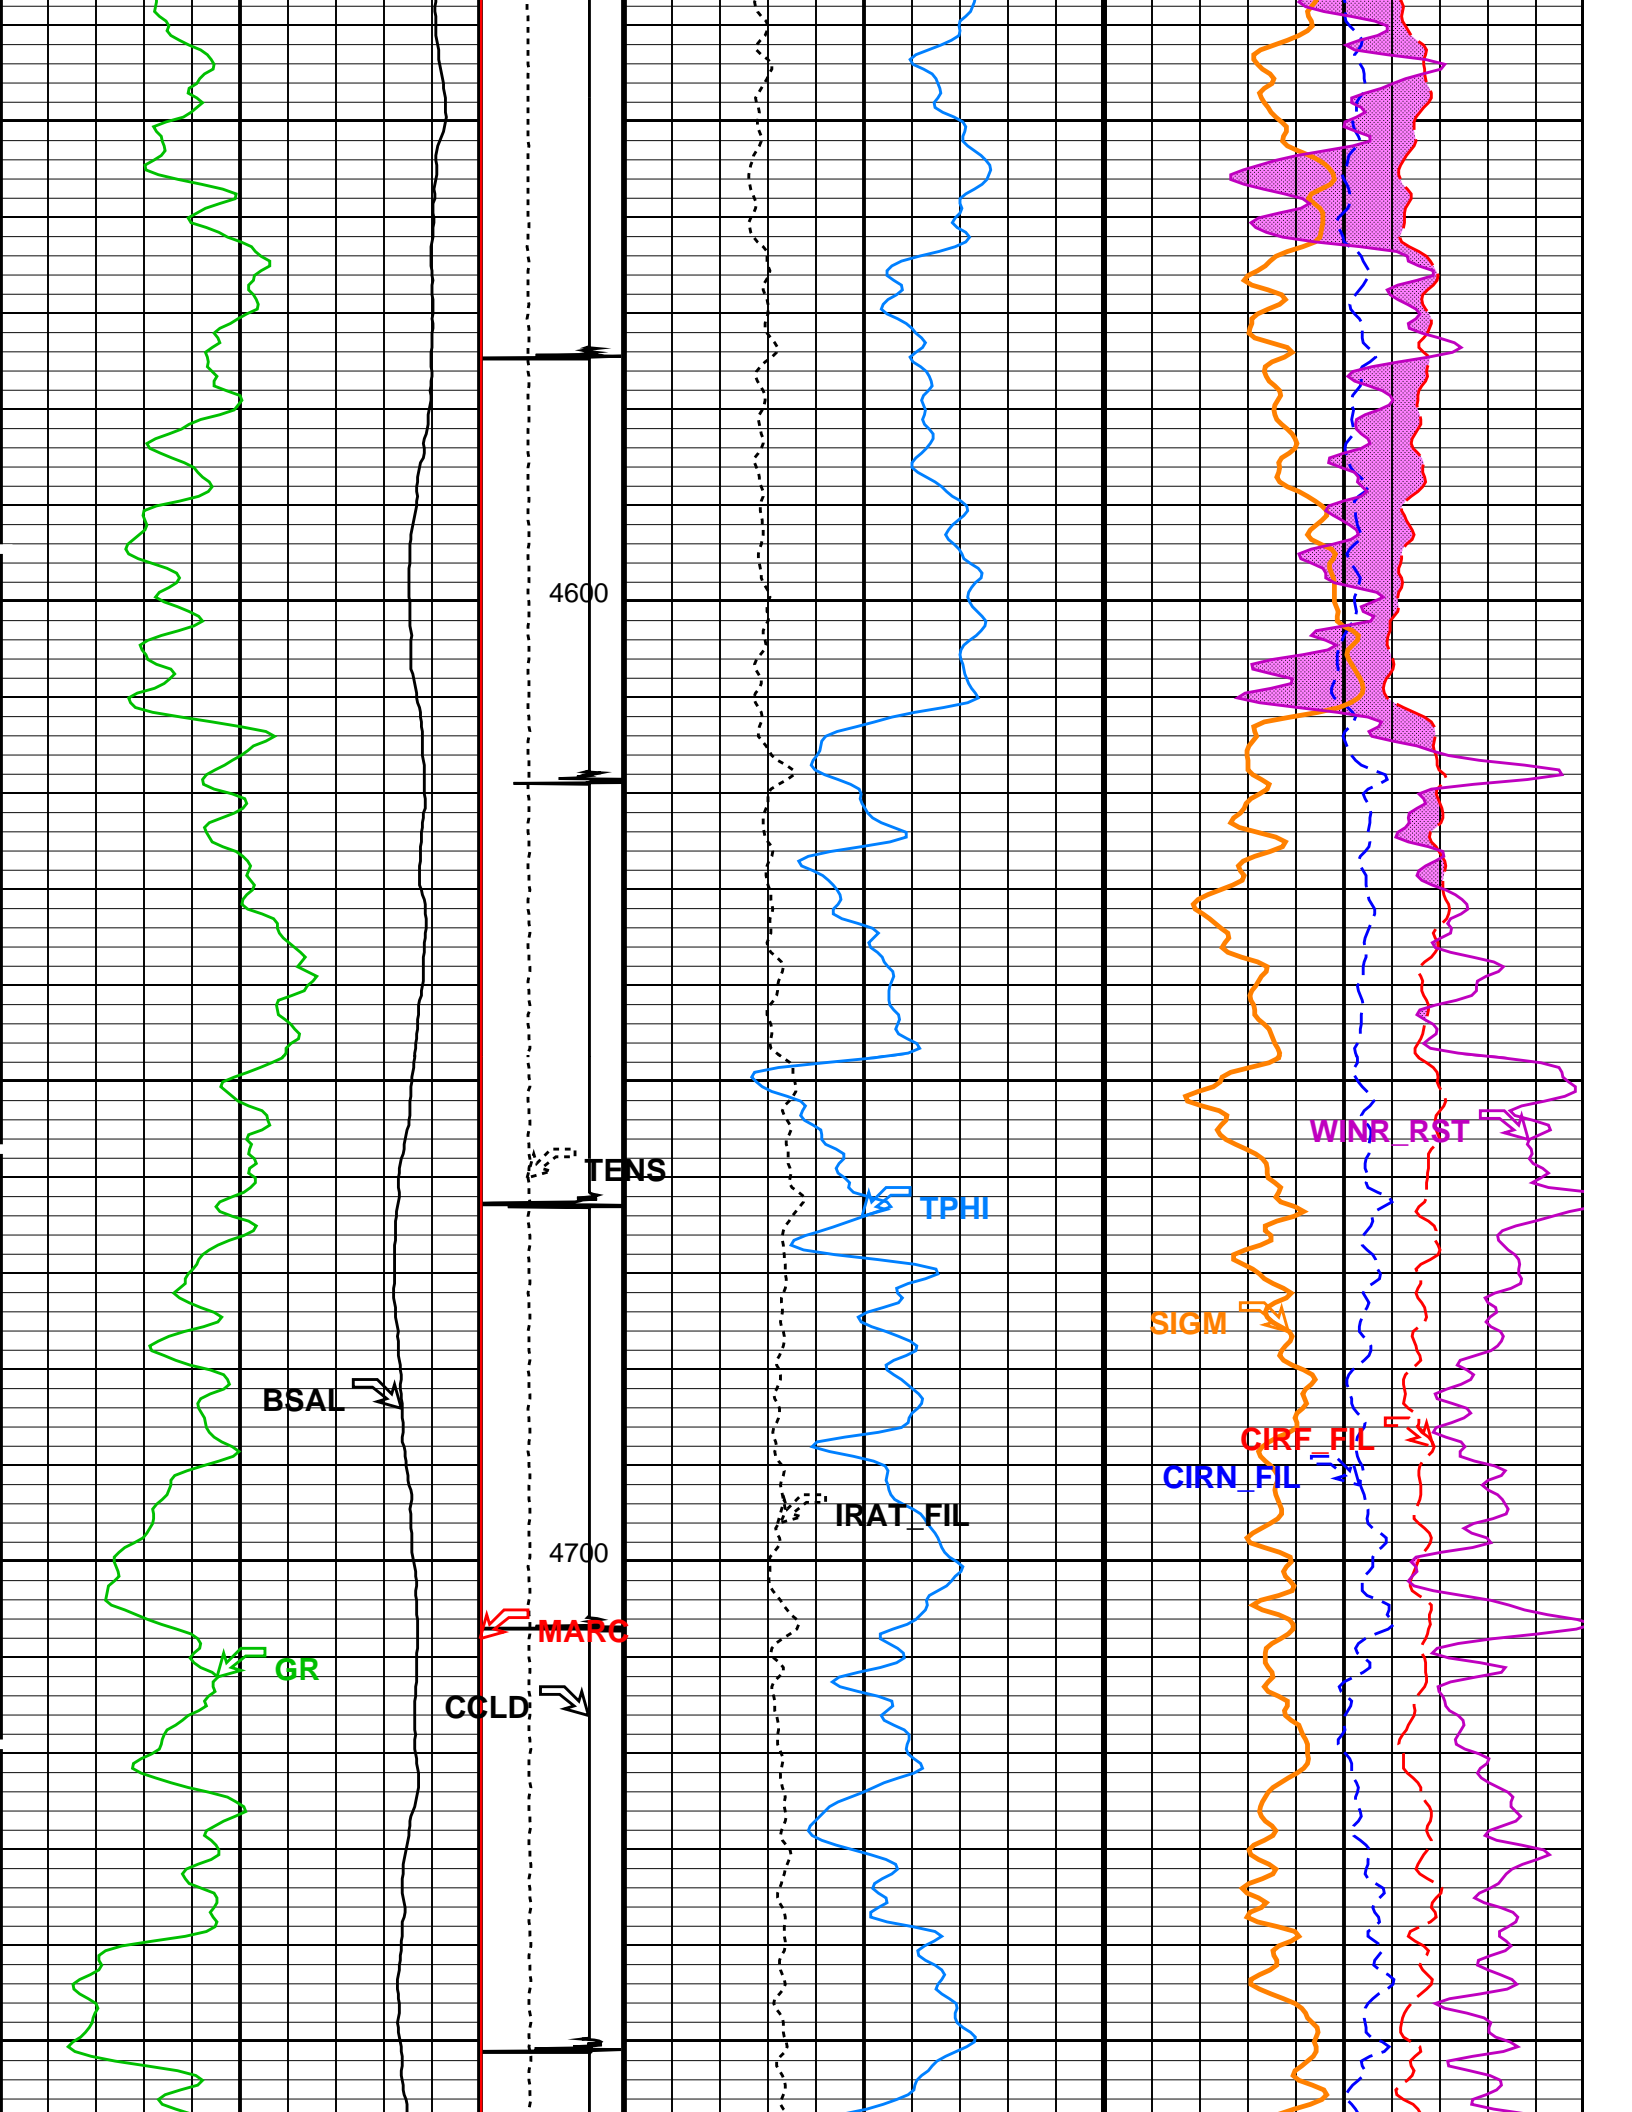 4600
WINR_RST
TENS
TPHI
SIGM
BSAL
CIRF_FIL
CIRN_FIL
IRAT_FIL
4700
MARC
GR
CCLD